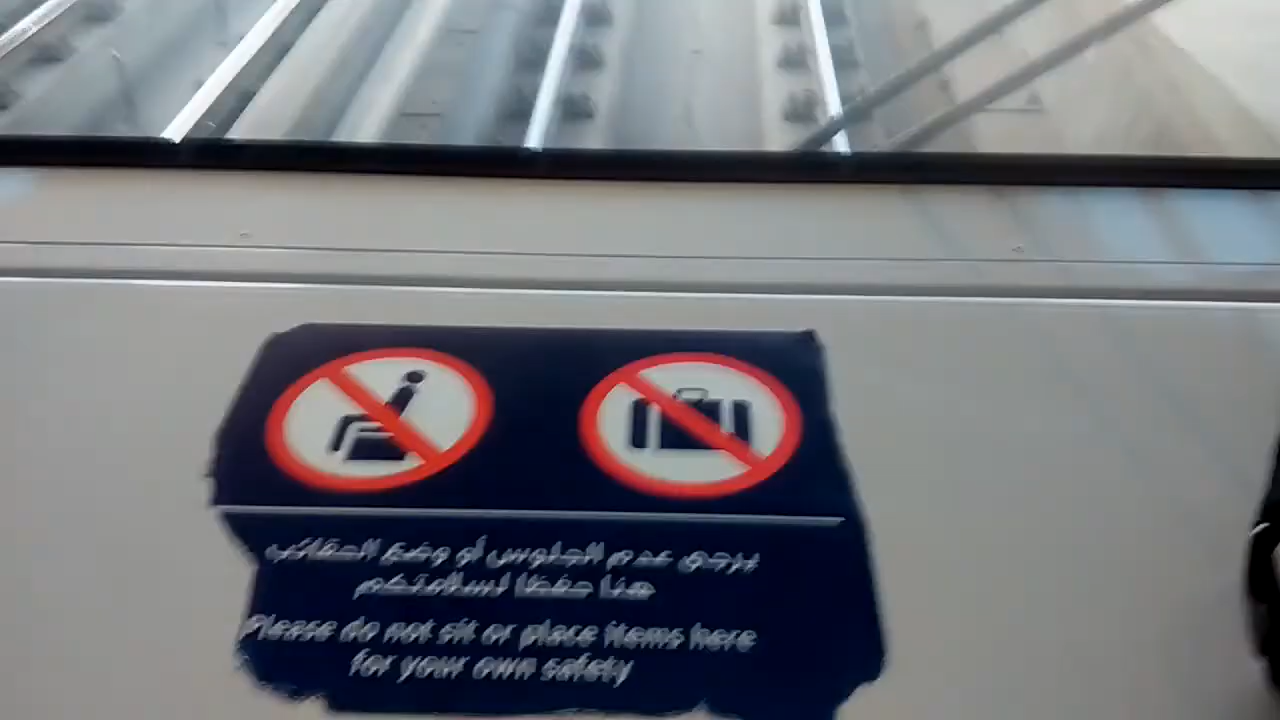 يرجى عدم الجلوس أو وضع الحقائب
هنا حفظا لسلامتكم
Please do not sit or place items here
for your own safety